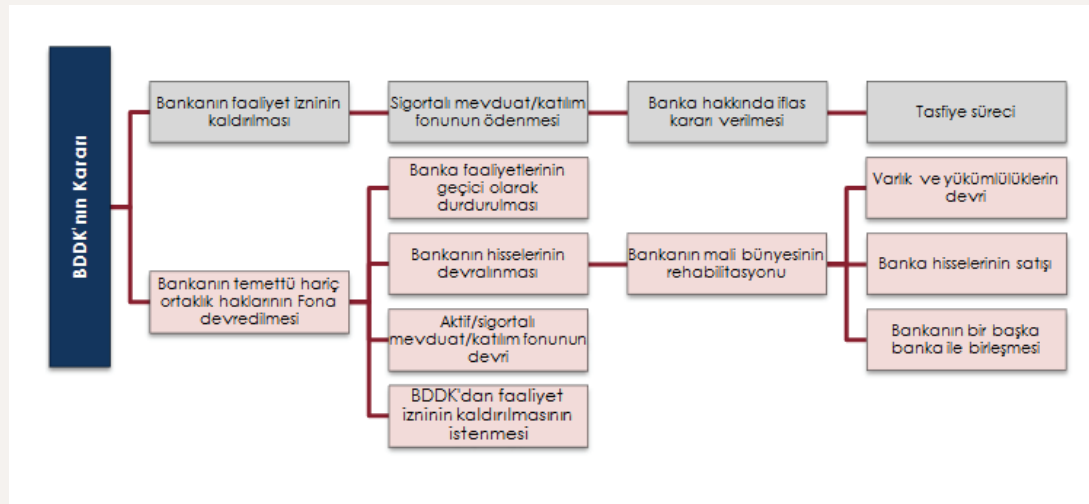 BDDK'nın Kararı
Bankanın faaliyet izninin
kaldırılması
Sigortalı mevduat/katılım
fonunun ödenmesi
Banka hakkında iflas
kararı verilmesi
Tasfiye süreci
Bankanın temettü hariç
ortaklık haklarının Fona
devredilmesi
Banka faaliyetlerinin
geçici olarak
durdurulması
Bankanın hisselerinin
devralınması
Aktif/sigortalı
mevduat/katılım fonunun
devri
BDDK'dan faaliyet
izninin kaldırılmasının
istenmesi
Bankanın mali bünyesinin
rehabilitasyonu
Varlık ve yükümlülüklerin
devri
Banka hisselerinin satışı
Bankanın bir başka
banka ile birleşmesi